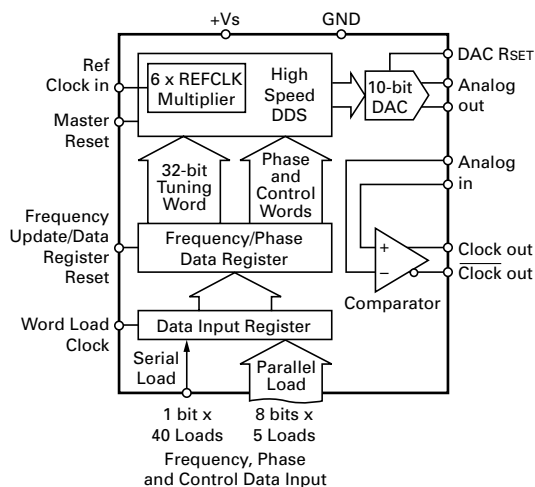 +Vs
GND
Ref
Clock in
Master
Reset
6 x REFCLK
Multiplier
High
Speed
DDS
10-bit
DAC
DAC RSET
Analog
out
32-bit
Tuning
Word
Phase
and
Control
Words
Analog
in
Frequency
Update/Data
Register
Reset
Frequency/Phase
Data Register
+
−
Clock out
Clock out
Comparator
Word Load
Clock
Data Input Register
Serial
Load
Parallel
Load
1 bit x
40 Loads
8 bits x
5 Loads
Frequency, Phase
and Control Data Input